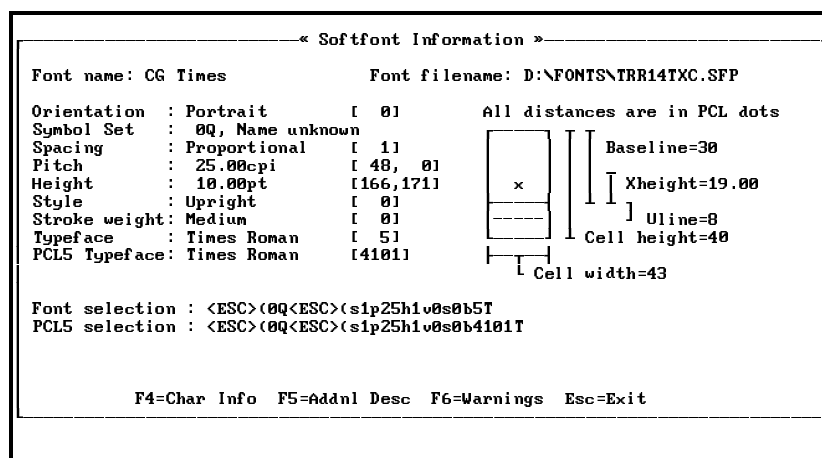 « Softfont Information »
Font name: CG Times Font filename: D:\FONTS\TRR14TXC.SFP
Orientation : Portrait [ 0] All distances are in PCL dots
Symbol Set : 0Q, Name unknown
Spacing : Proportional [ 1] Baseline=30
Pitch : 25.00cpi [ 48, 0]
Height : 10.00pt [166,171] x Xheight=19.00
Style : Upright [ 0]
Stroke weight: Medium [ 0] Uline=8
Typeface : Times Roman [ 5] Cell height=40
PCL5 Typeface: Times Roman [4101]
Cell width=43
Font selection : <ESC>(0Q<ESC>(s1p25h1v0s0b5T
PCL5 selection : <ESC>(0Q<ESC>(s1p25h1v0s0b4101T
F4=Char Info F5=Addnl Desc F6=Warnings Esc=Exit